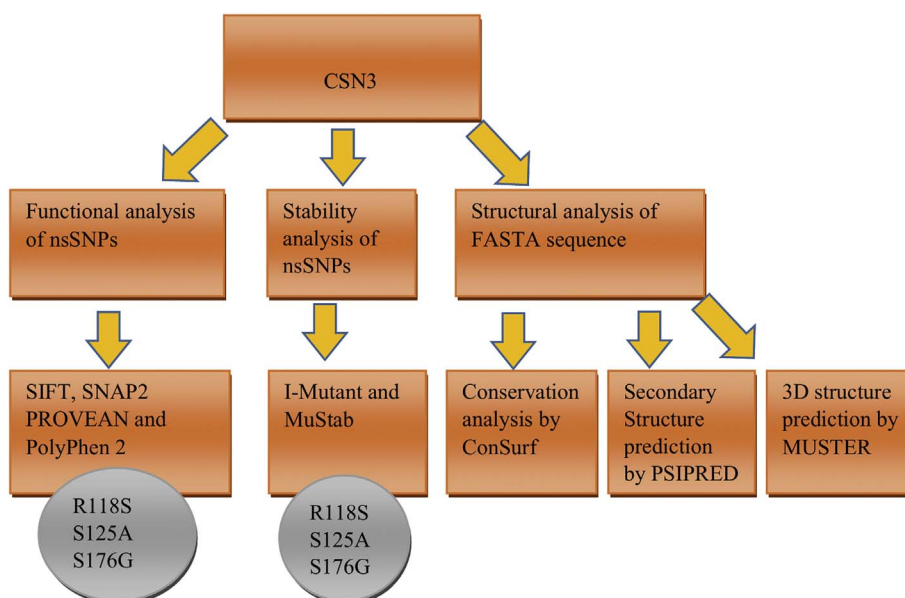 CSN3
Functional analysis
of nsSNPs
Stability
analysis of
nsSNPs
Structural analysis of
FASTA sequence
SIFT, SNAP2
PROVEAN and
PolyPhen 2
I-Mutant and
MuStab
Conservation
analysis by
ConSurf
Secondary
Structure
prediction
by PSIPRED
3D structure
prediction by
MUSTER
R118S
S125A
S176G
R118S
S125A
S176G